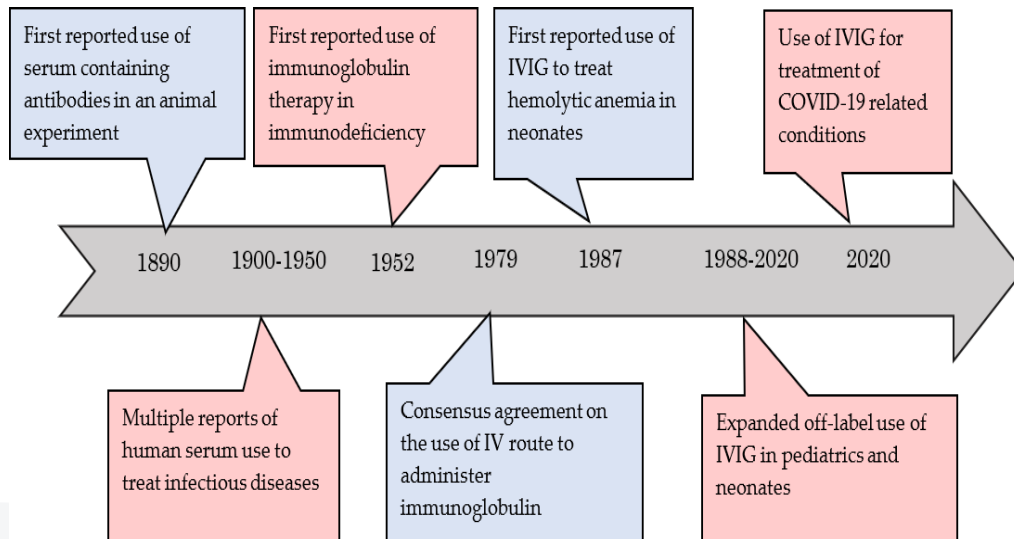 First reported use of
serum containing
antibodies in an animal
experiment
First reported use of
immunoglobulin
therapy in
immunodeficiency
First reported use of
IVIG to treat
hemolytic anemia in
neonates
Use of IVIG for
treatment of
COVID-19 related
conditions
1890
1900-1950
1952
1979
1987
1988-2020
2020
Multiple reports of
human serum use to
treat infectious diseases
Consensus agreement on
the use of IV route to
administer
immunoglobulin
Expanded off-label use of
IVIG in pediatrics and
neonates